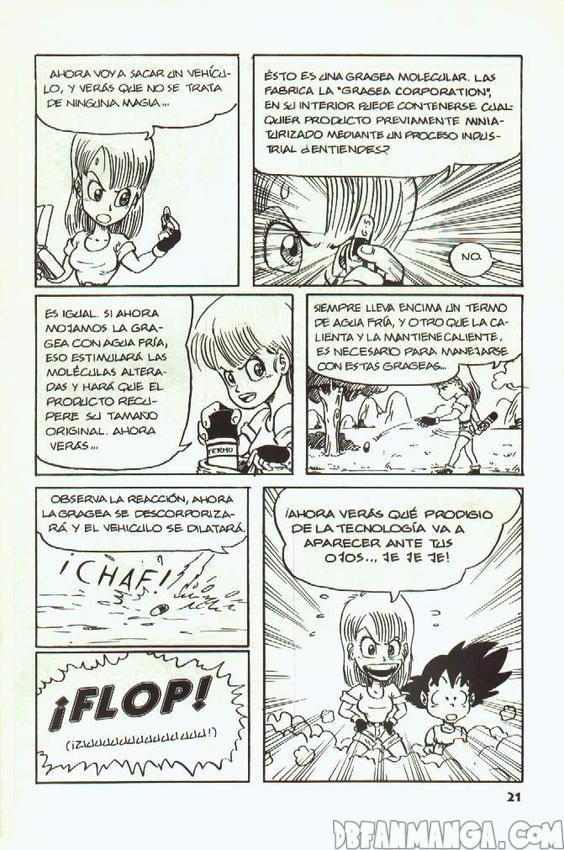 AHORA VOY A SACAR UN VEHÍCU-
LO, Y VERÁS QUE NO SE TRATA
DE NINGUNA MAGIA...
ÉSTO ES UNA GRAGEA MOLECULAR. LAS
FABRICA LA "GRAGEA CORPORATION",
EN SU INTERIOR PUEDE CONTENERSE CUAL-
QUIER PRODUCTO PREVIAMENTE MINIA-
TURIZADO MEDIANTE UN PROCESO INDUS-
TRIAL ¿ENTIENDES?
NO.
ES IGUAL. SI AHORA
MOJAMOS LA GRA-
GEA CON AGUA FRÍA,
ESO ESTIMULARÁ LAS
MOLÉCULAS ALTERA-
DAS Y HARÁ QUE EL
PRODUCTO RECU-
PERE SU TAMAÑO
ORIGINAL. AHORA
VERÁS...
TERMO
SIEMPRE LLEVA ENCIMA UN TERMO
DE AGUA FRÍA, Y OTRO QUE LA CA-
LIENTA Y LA MANTIENE CALIENTE,
ES NECESARIO PARA MANEJARSE
CON ESTAS GRAGEAS...
OBSERVA LA REACCIÓN, AHORA
LA GRAGEA SE DESCORPORIZA-
RÁ Y EL VEHICULO SE DILATARÁ.
¡CHAF!
¡FLOP!
(¡ZUUUUUUUUUUUUUU!)
¡AHORA VERÁS QUÉ PRODIGIO
DE LA TECNOLOGÍA VA A
APARECER ANTE TUS
OJOS... JE JE JE!
21
DBFANMANGA.COM